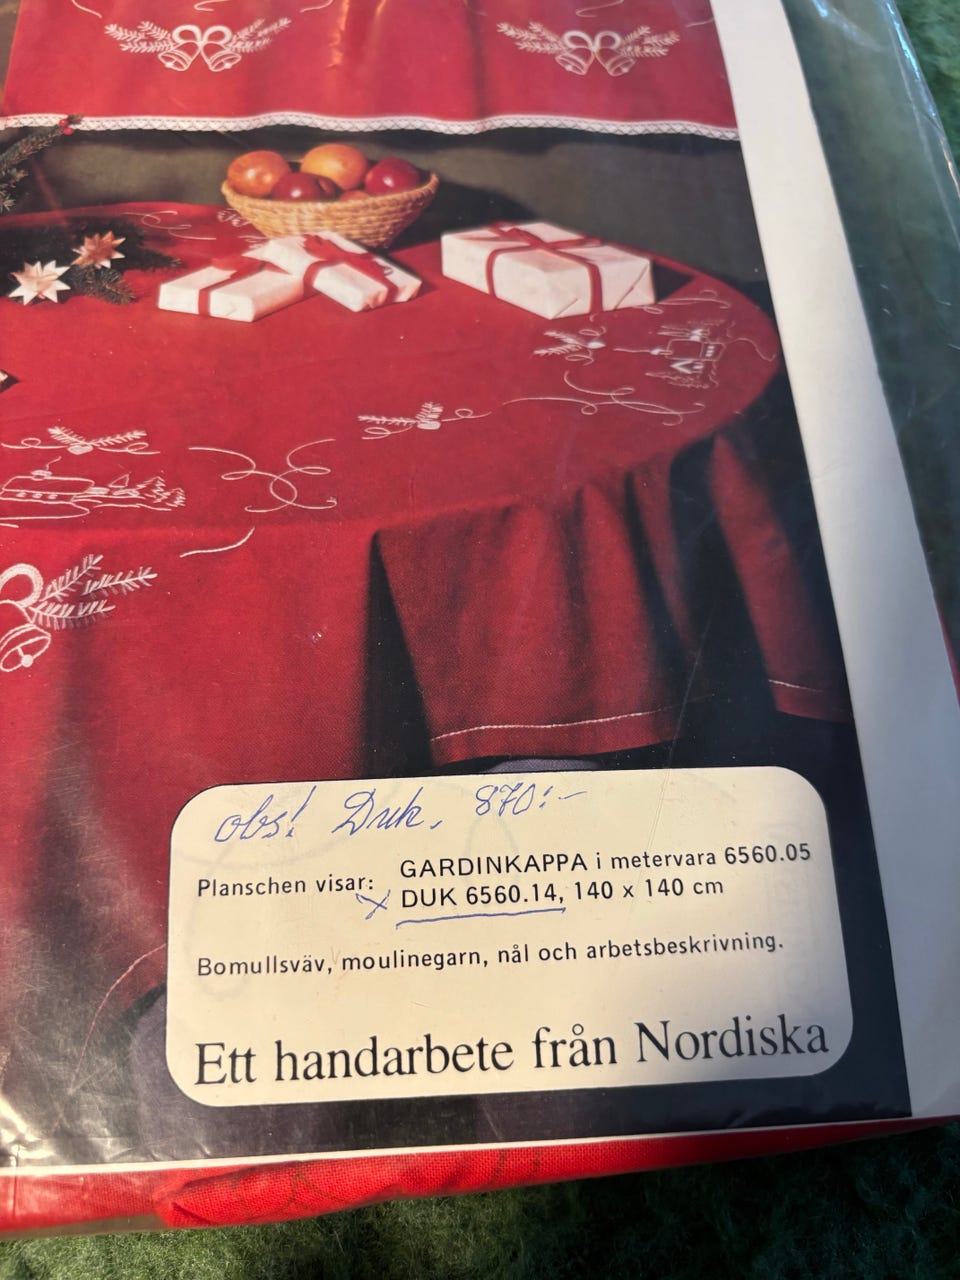 obs! Duk. 870:-
Planschen visar: GARDINKAPPA i metervara 6560.05
x DUK 6560.14, 140 x 140 cm
Bomullsväv, moulinegarn, nål och arbetsbeskrivning.
Ett handarbete från Nordiska